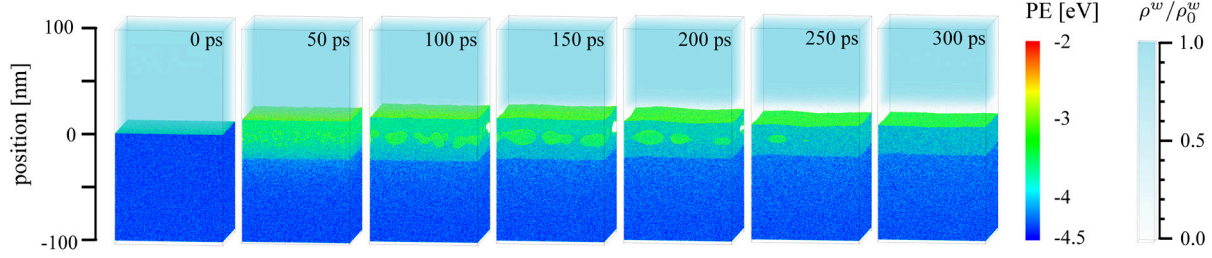 PE [eV]
ρ^w/ρ_0^w
100
0
-100
position [nm]
0 ps
50 ps
100 ps
150 ps
200 ps
250 ps
300 ps
-2
-3
-4
-4.5
1.0
0.5
0.0